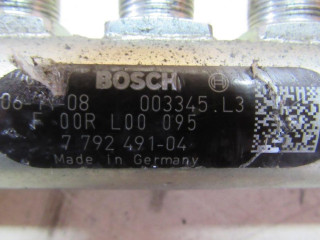 BOSCH
06-11-08 003345.L3
F 00R L00 095
7 792 491-04
Made in Germany